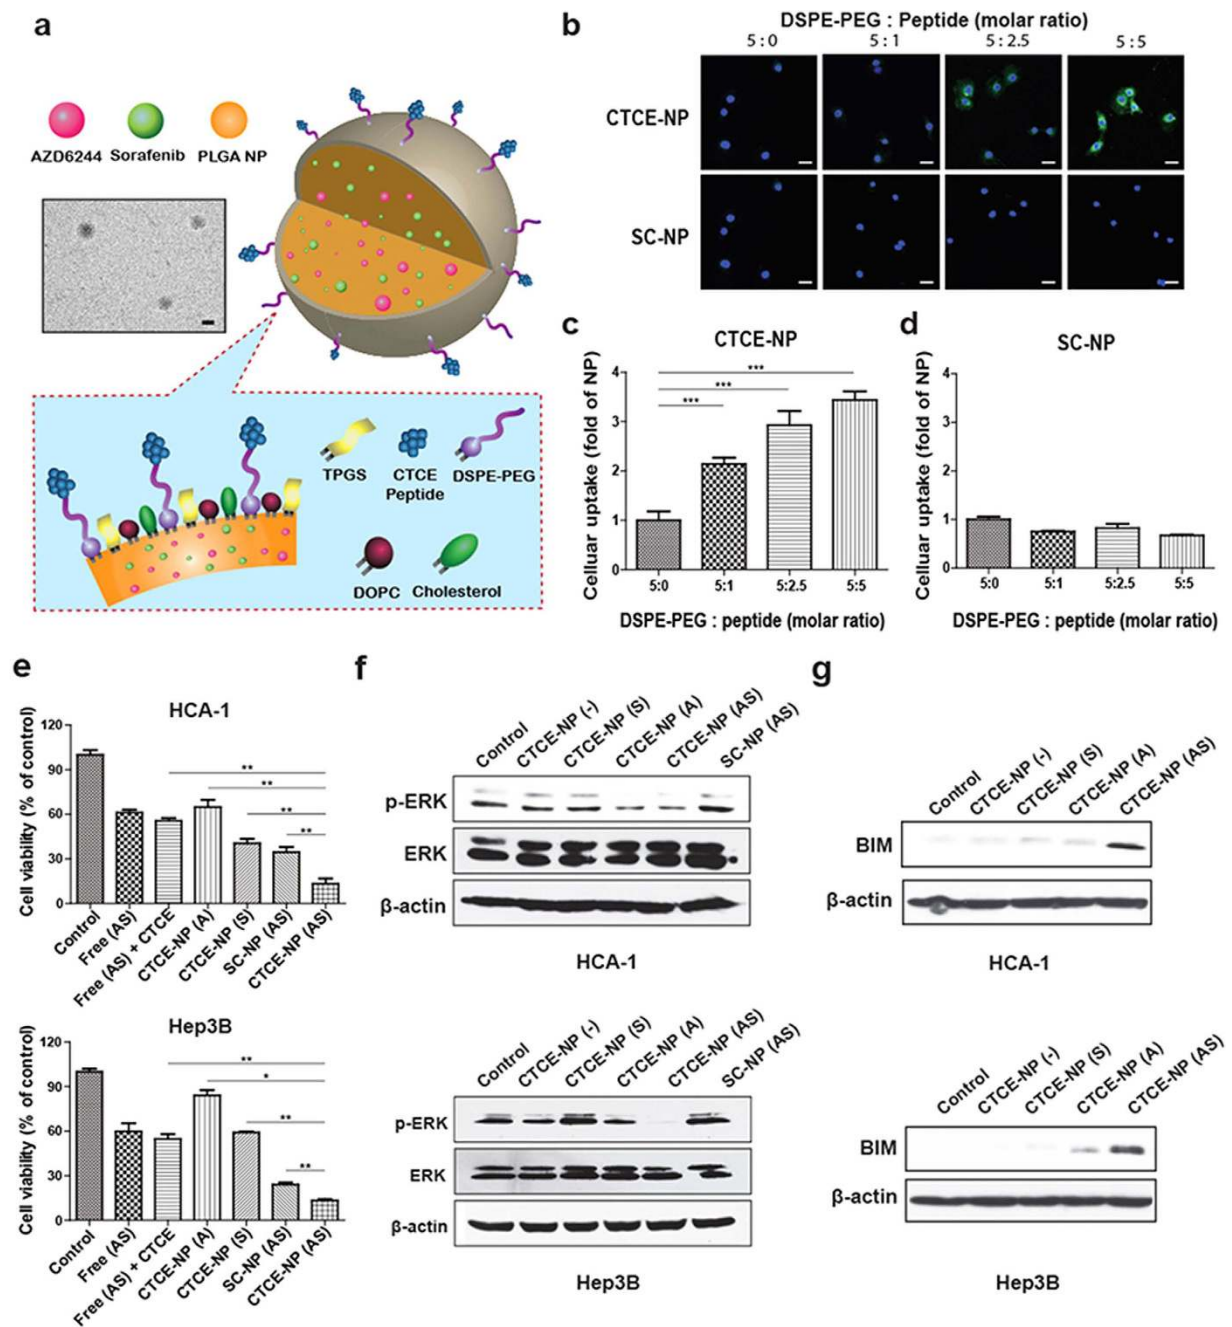 a
AZD6244 Sorafenib PLGA NP
TPGS
CTCE
Peptide
DSPE-PEG
DOPC Cholesterol
b
DSPE-PEG : Peptide (molar ratio)
5 : 0 5 : 1 5 : 2.5 5 : 5
CTCE-NP
SC-NP
c
CTCE-NP
Celluar uptake (fold of NP)
4
3
2
1
0
***
***
***
5:0 5:1 5:2.5 5:5
DSPE-PEG : peptide (molar ratio)
d
SC-NP
Celluar uptake (fold of NP)
4
3
2
1
0
5:0 5:1 5:2.5 5:5
DSPE-PEG : peptide (molar ratio)
e
HCA-1
Cell viability (% of control)
120
90
60
30
0
**
**
**
**
Control
Free (AS)
Free (AS) + CTCE
CTCE-NP (A)
CTCE-NP (S)
SC-NP (AS)
CTCE-NP (AS)
Hep3B
Cell viability (% of control)
120
90
60
30
0
**
*
**
**
Control
Free (AS)
Free (AS) + CTCE
CTCE-NP (A)
CTCE-NP (S)
SC-NP (AS)
CTCE-NP (AS)
f
Control
CTCE-NP (-)
CTCE-NP (S)
CTCE-NP (A)
CTCE-NP (AS)
SC-NP (AS)
p-ERK
ERK
β-actin
HCA-1
Control
CTCE-NP (-)
CTCE-NP (S)
CTCE-NP (A)
CTCE-NP (AS)
SC-NP (AS)
p-ERK
ERK
β-actin
Hep3B
g
Control
CTCE-NP (-)
CTCE-NP (S)
CTCE-NP (A)
CTCE-NP (AS)
BIM
β-actin
HCA-1
Control
CTCE-NP (-)
CTCE-NP (S)
CTCE-NP (A)
CTCE-NP (AS)
BIM
β-actin
Hep3B